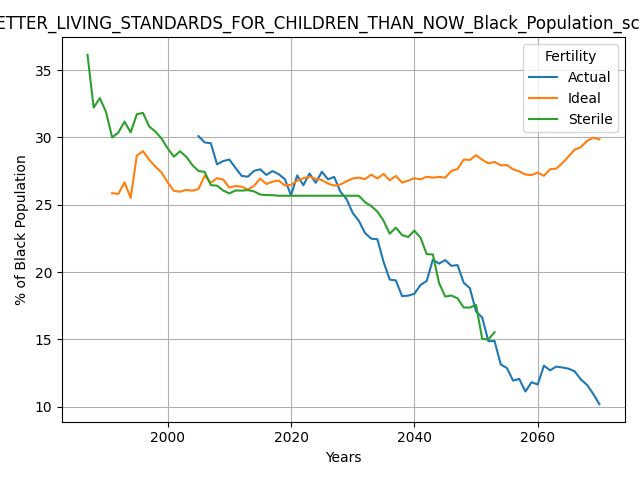 ETTER_LIVING_STANDARDS_FOR_CHILDREN_THAN_NOW_Black_Population_sc
Fertility
Actual
Ideal
Sterile
% of Black Population
35
30
25
20
15
10
2000
2020
2040
2060
Years